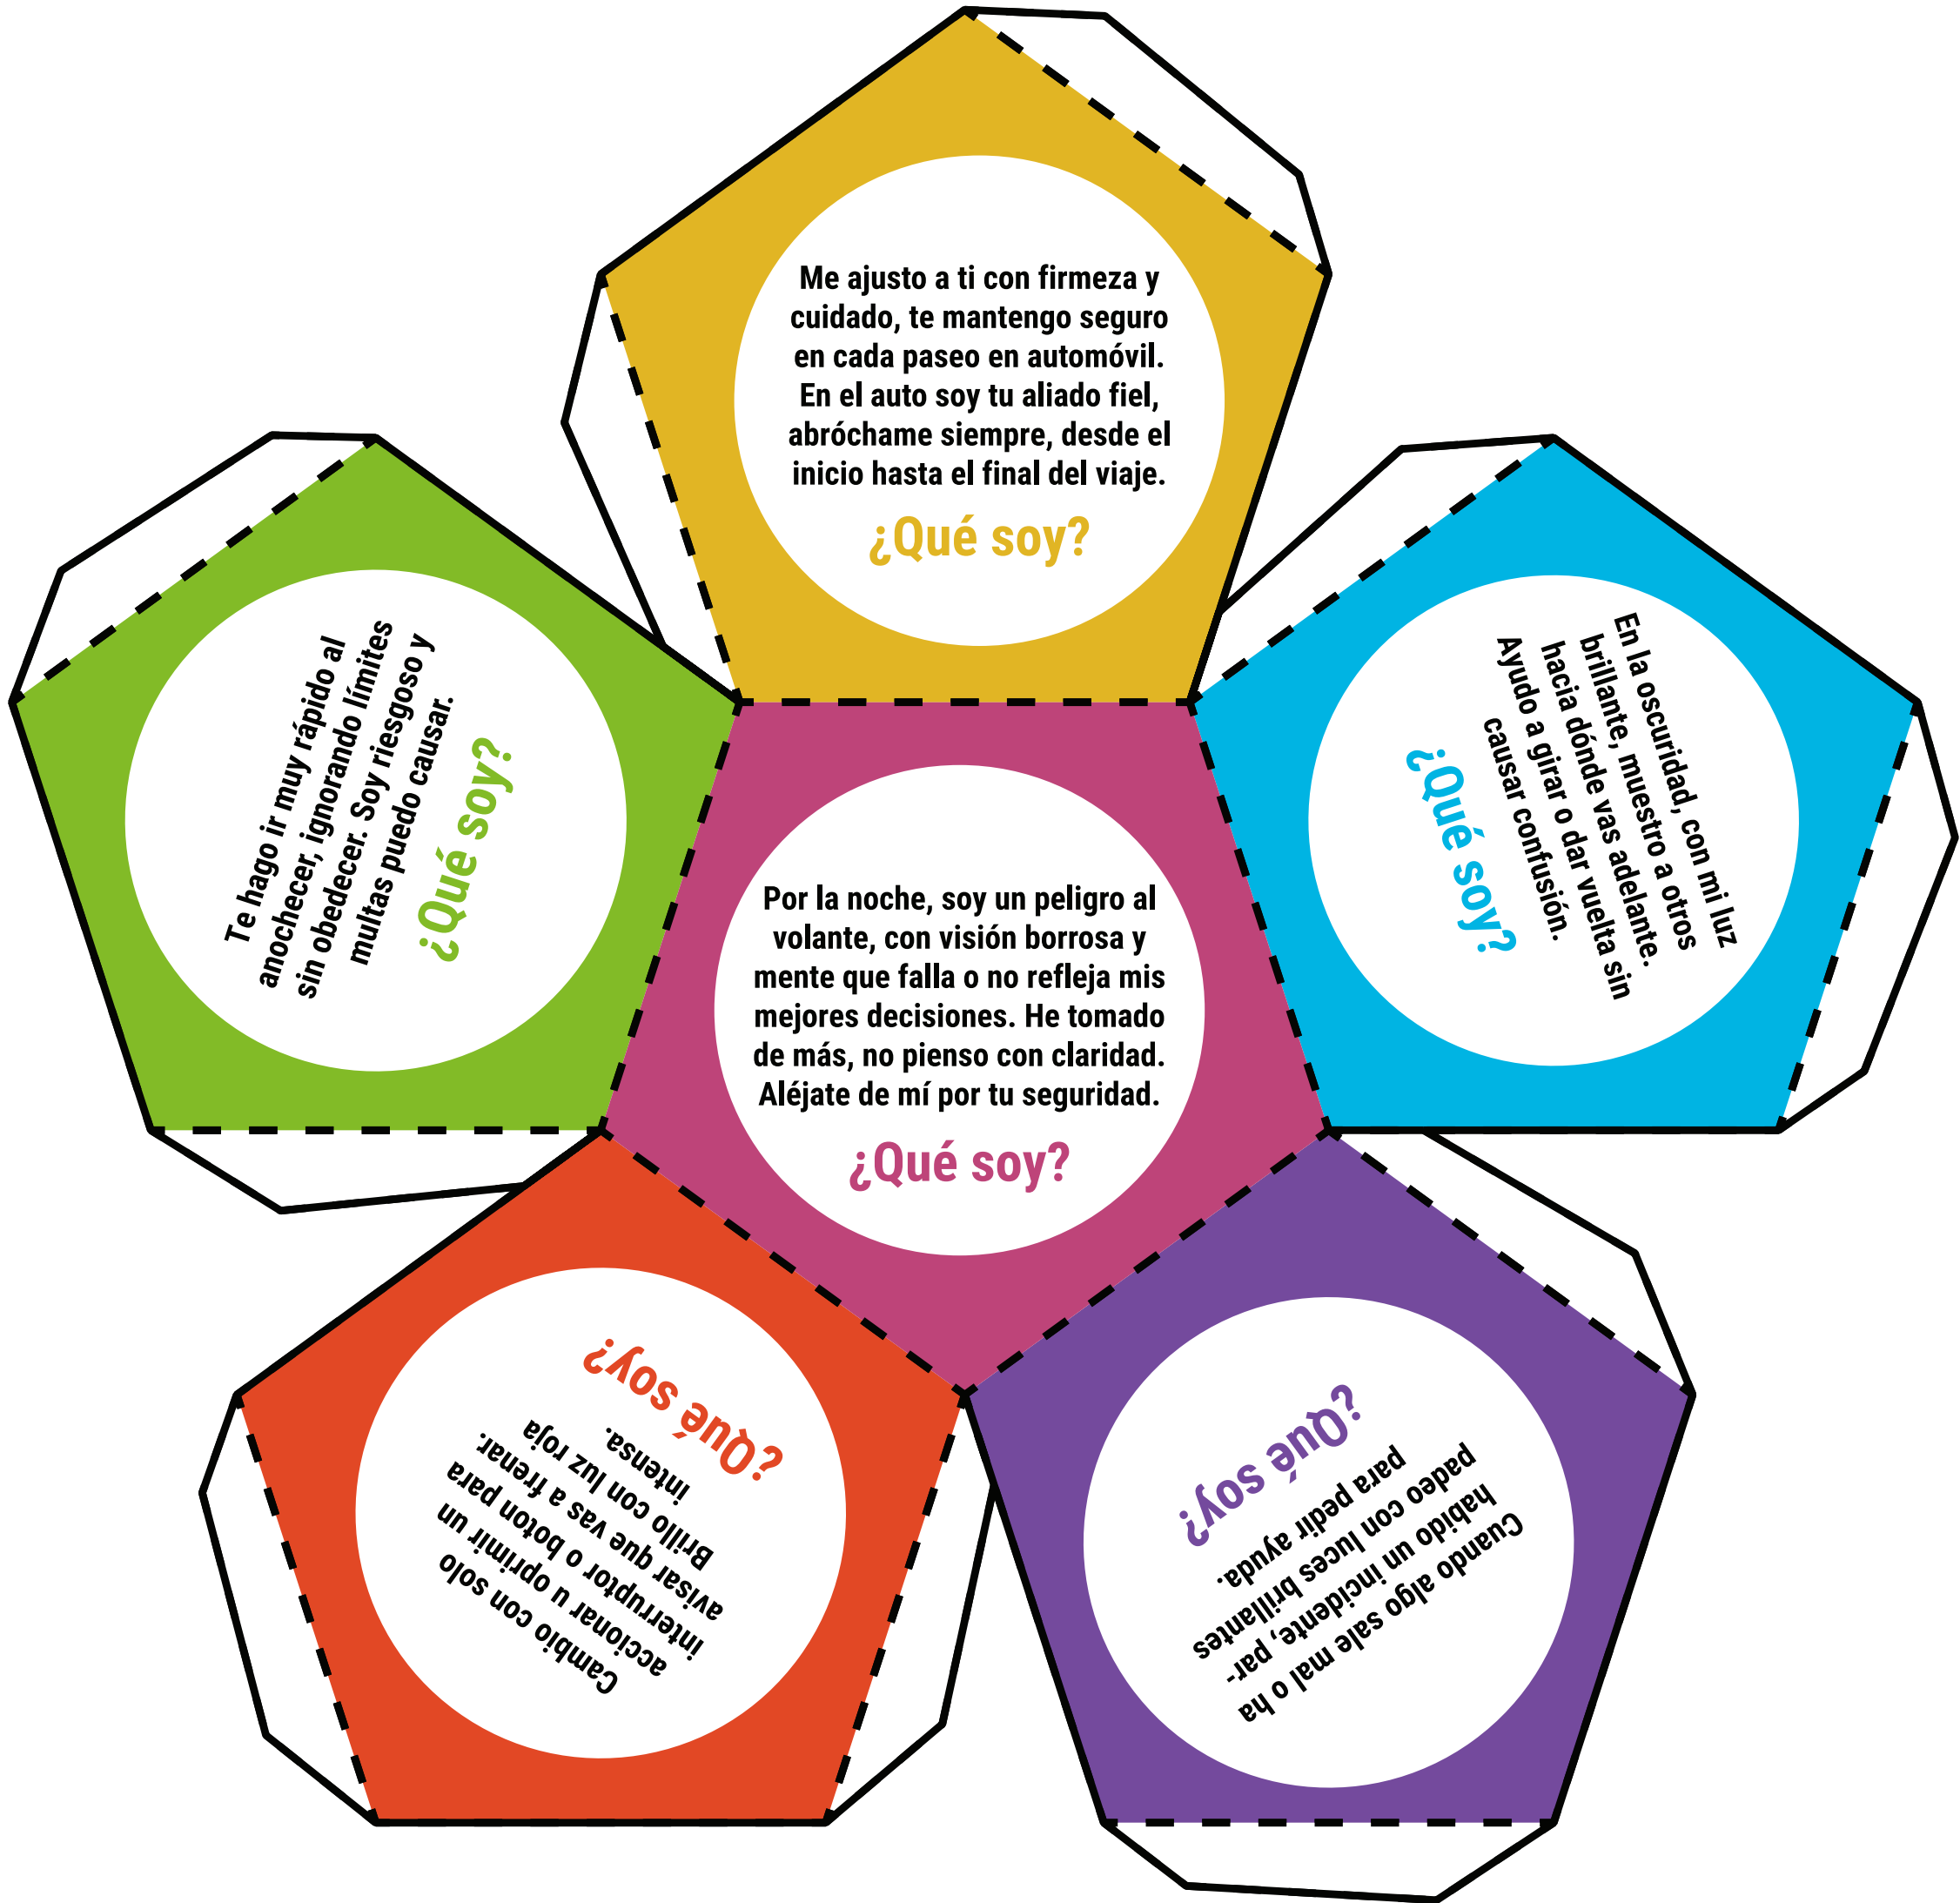 Me ajusto a ti con firmeza y
cuidado, te mantengo seguro
en cada paseo en automóvil.
En el auto soy tu aliado fiel,
abróchame siempre, desde el
inicio hasta el final del viaje.
¿Qué soy?
Te hago ir muy rápido al
anochecer, ignorando límites
sin obedecer. Soy riesgoso y
multas puedo causar.
¿Qué soy?
En la oscuridad, con mi luz
brillante, muestro a otros
hacia dónde vas adelante.
Ayudo a girar o dar vuelta sin
causar confusión.
¿Qué soy?
Por la noche, soy un peligro al
volante, con visión borrosa y
mente que falla o no refleja mis
mejores decisiones. He tomado
de más, no pienso con claridad.
Aléjate de mí por tu seguridad.
¿Qué soy?
Cambio con solo
accionar u oprimir un
interruptor o boton para
avisar que vas a frenar.
Brillo con luz roja
intensa.
¿Qué soy?
Cuando algo sale mal o ha
habido un incidente, par-
padeo con luces brillantes
para pedir ayuda.
¿Qué soy?